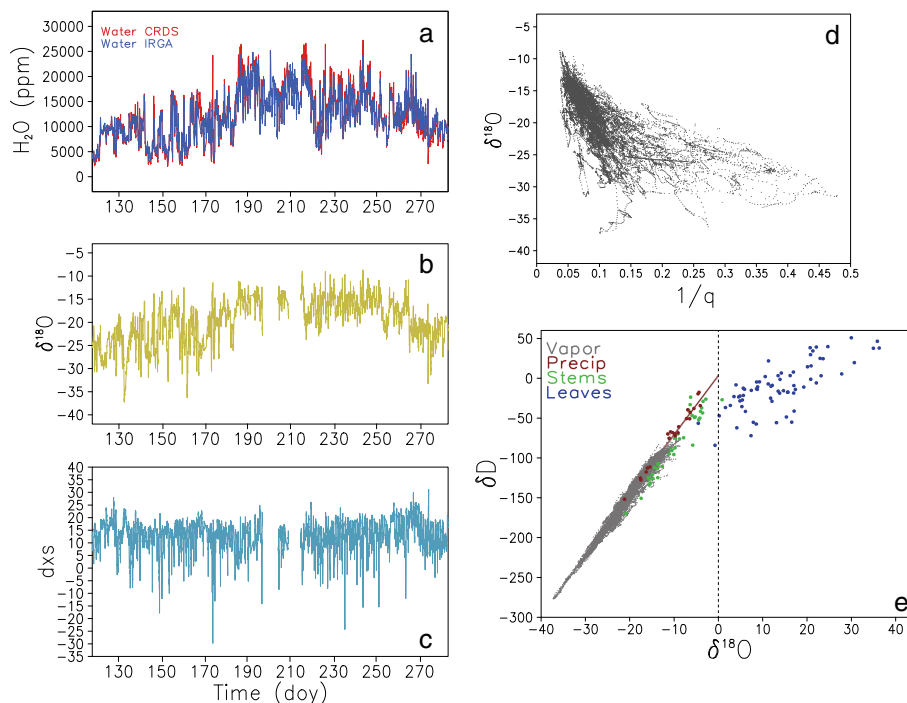 a
Water CRDS
Water IRGA
H₂O (ppm)
30000
25000
20000
15000
10000
5000
0
130 150 170 190 210 230 250 270
b
δ¹⁸O
-5
-10
-15
-20
-25
-30
-35
-40
130 150 170 190 210 230 250 270
c
dxs
40
35
30
25
20
15
10
5
0
-5
-10
-15
-20
-25
-30
-35
130 150 170 190 210 230 250 270
Time (doy)
d
δ¹⁸O
-5
-10
-15
-20
-25
-30
-35
-40
0 0.05 0.1 0.15 0.2 0.25 0.3 0.35 0.4 0.45 0.5
1/q
e
Vapor
Precip
Stems
Leaves
δD
50
0
-50
-100
-150
-200
-250
-300
-40 -30 -20 -10 0 10 20 30 40
δ¹⁸O